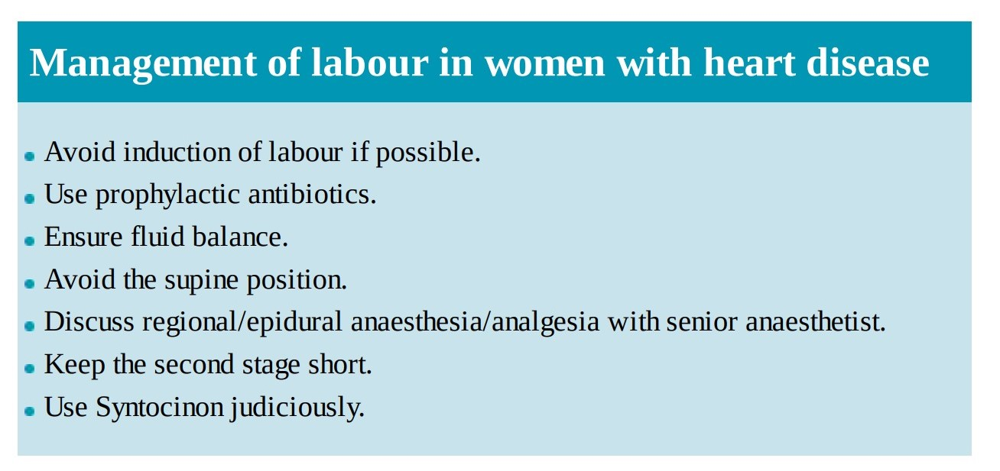 Management of labour in women with heart disease
Avoid induction of labour if possible.
Use prophylactic antibiotics.
Ensure fluid balance.
Avoid the supine position.
Discuss regional/epidural anaesthesia/analgesia with senior anaesthetist.
Keep the second stage short.
Use Syntocinon judiciously.